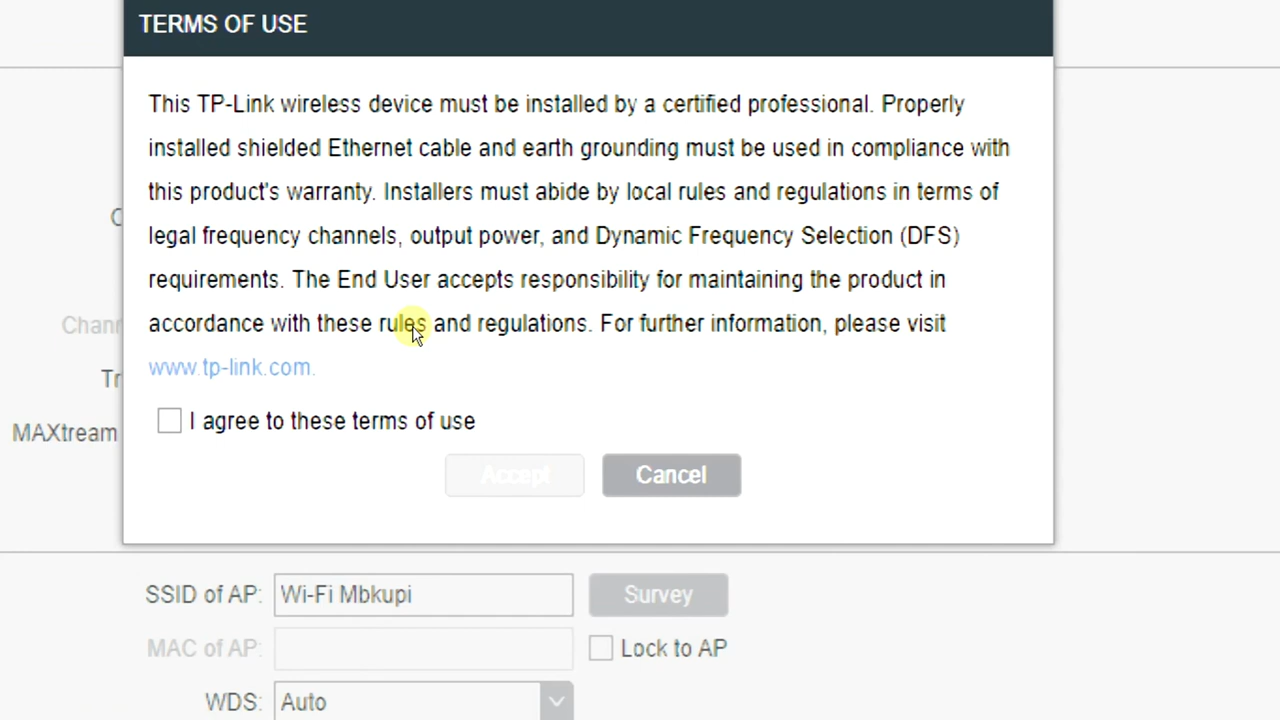 TERMS OF USE
This TP-Link wireless device must be installed by a certified professional. Properly
installed shielded Ethernet cable and earth grounding must be used in compliance with
this product's warranty. Installers must abide by local rules and regulations in terms of
legal frequency channels, output power, and Dynamic Frequency Selection (DFS)
requirements. The End User accepts responsibility for maintaining the product in
accordance with these rules and regulations. For further information, please visit
www.tp-link.com.
I agree to these terms of use
Accept Cancel
MAXtream
SSID of AP: Wi-Fi Mbkupi Survey
MAC of AP: Lock to AP
WDS: Auto